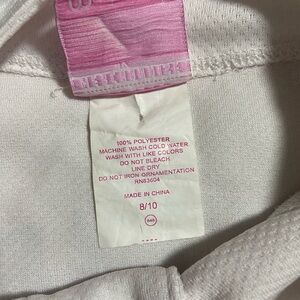 100% POLYESTER
MACHINE WASH COLD WATER
WASH WITH LIKE COLORS
DO NOT BLEACH
LINE DRY
DO NOT IRON ORNAMENTATION
RN83604
MADE IN CHINA
8/10